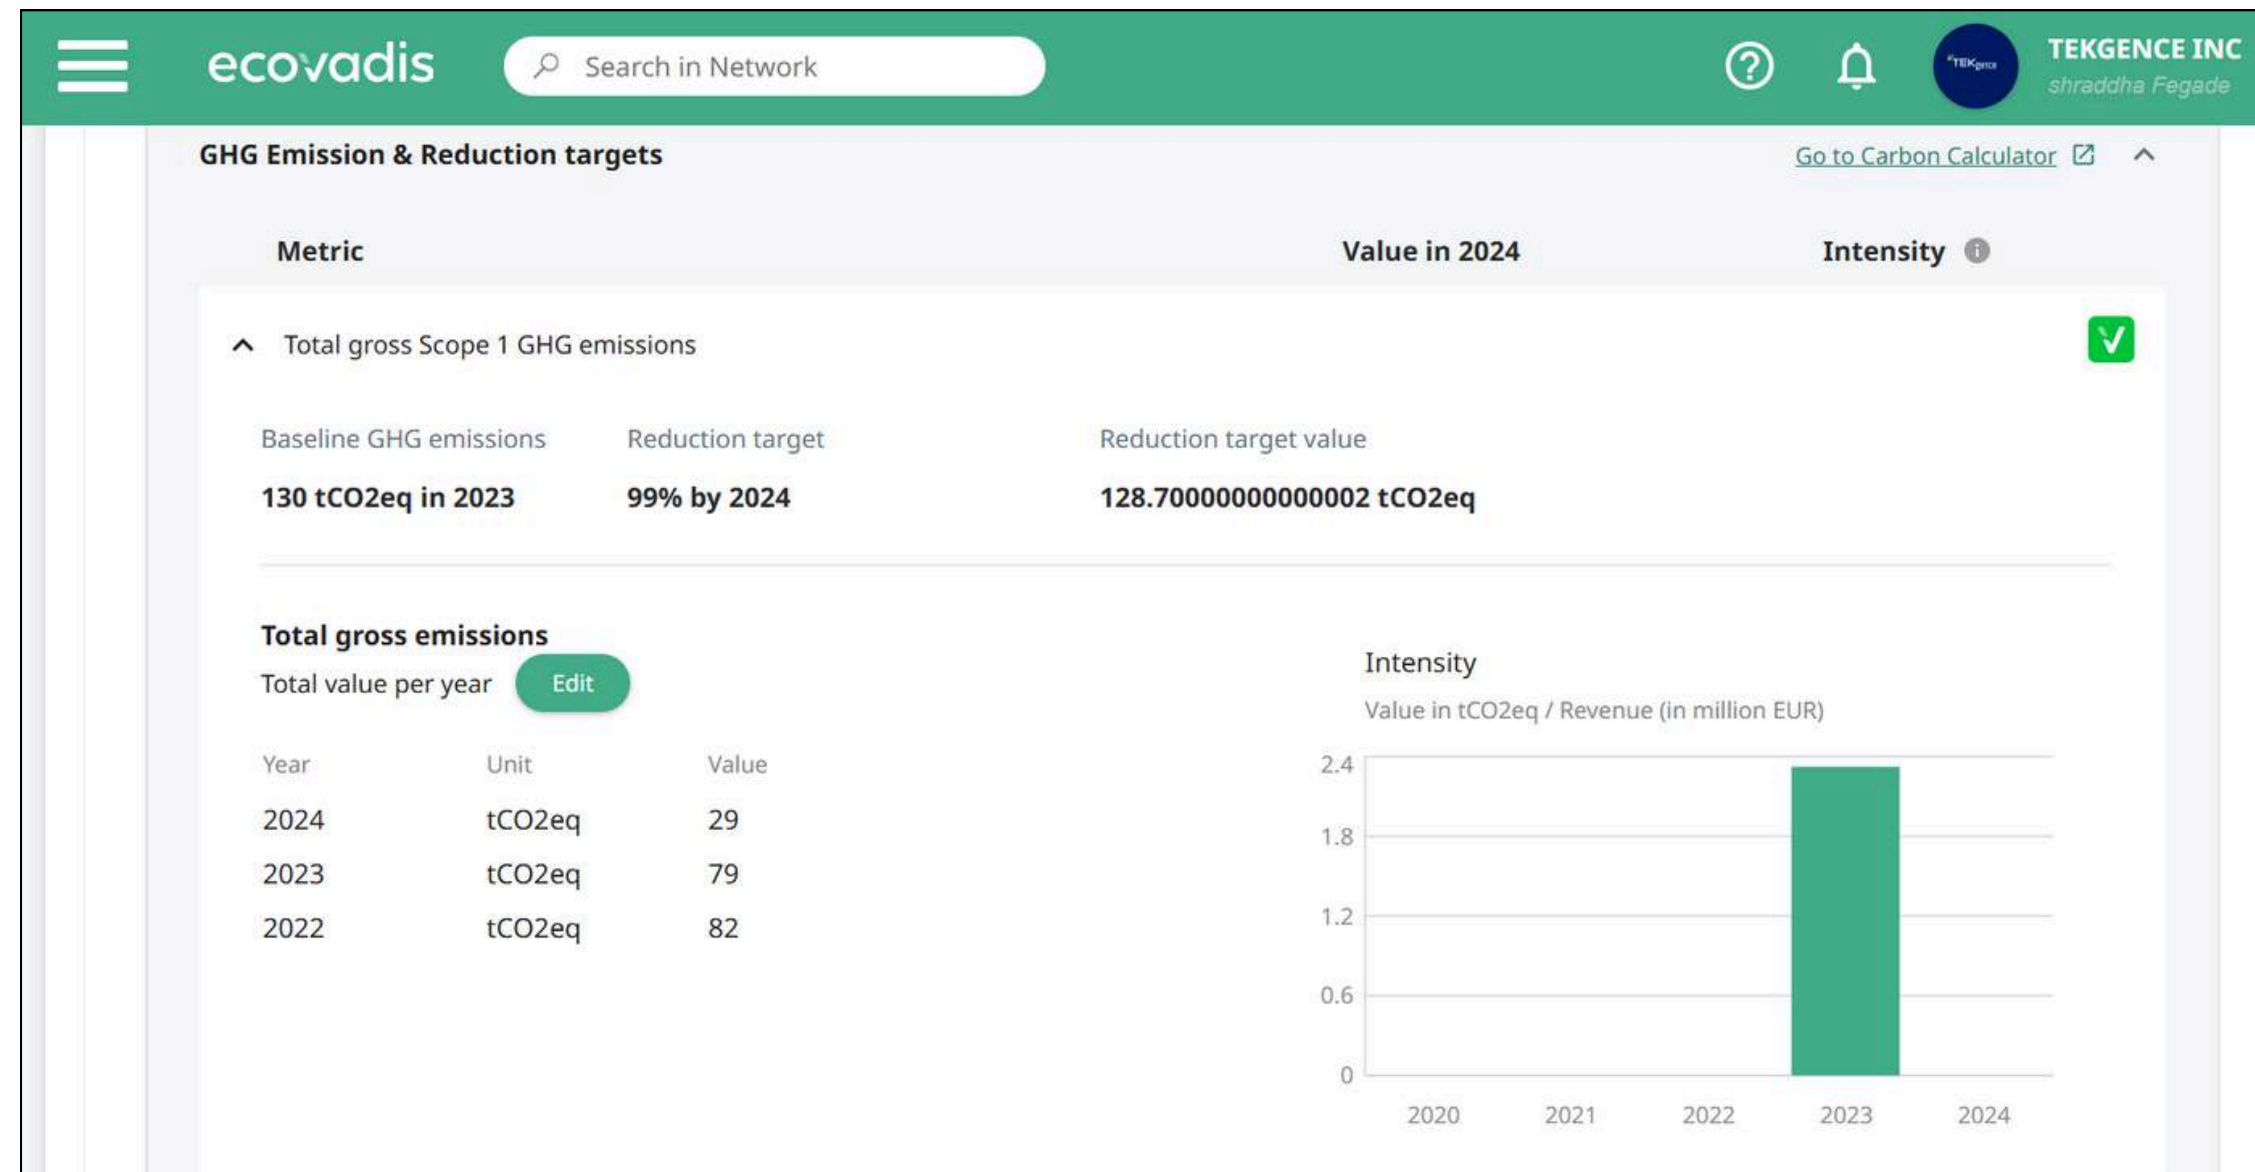 ecovadis
Search in Network
TEKgence
TEKGENCE INC
shraddha Fegade
GHG Emission & Reduction targets
Go to Carbon Calculator
Metric Value in 2024 Intensity
Total gross Scope 1 GHG emissions
Baseline GHG emissions Reduction target Reduction target value
130 tCO2eq in 2023 99% by 2024 128.70000000000002 tCO2eq
Total gross emissions
Total value per year Edit
Year Unit Value
2024 tCO2eq 29
2023 tCO2eq 79
2022 tCO2eq 82
Intensity
Value in tCO2eq / Revenue (in million EUR)
2.4
1.8
1.2
0.6
0
2020 2021 2022 2023 2024